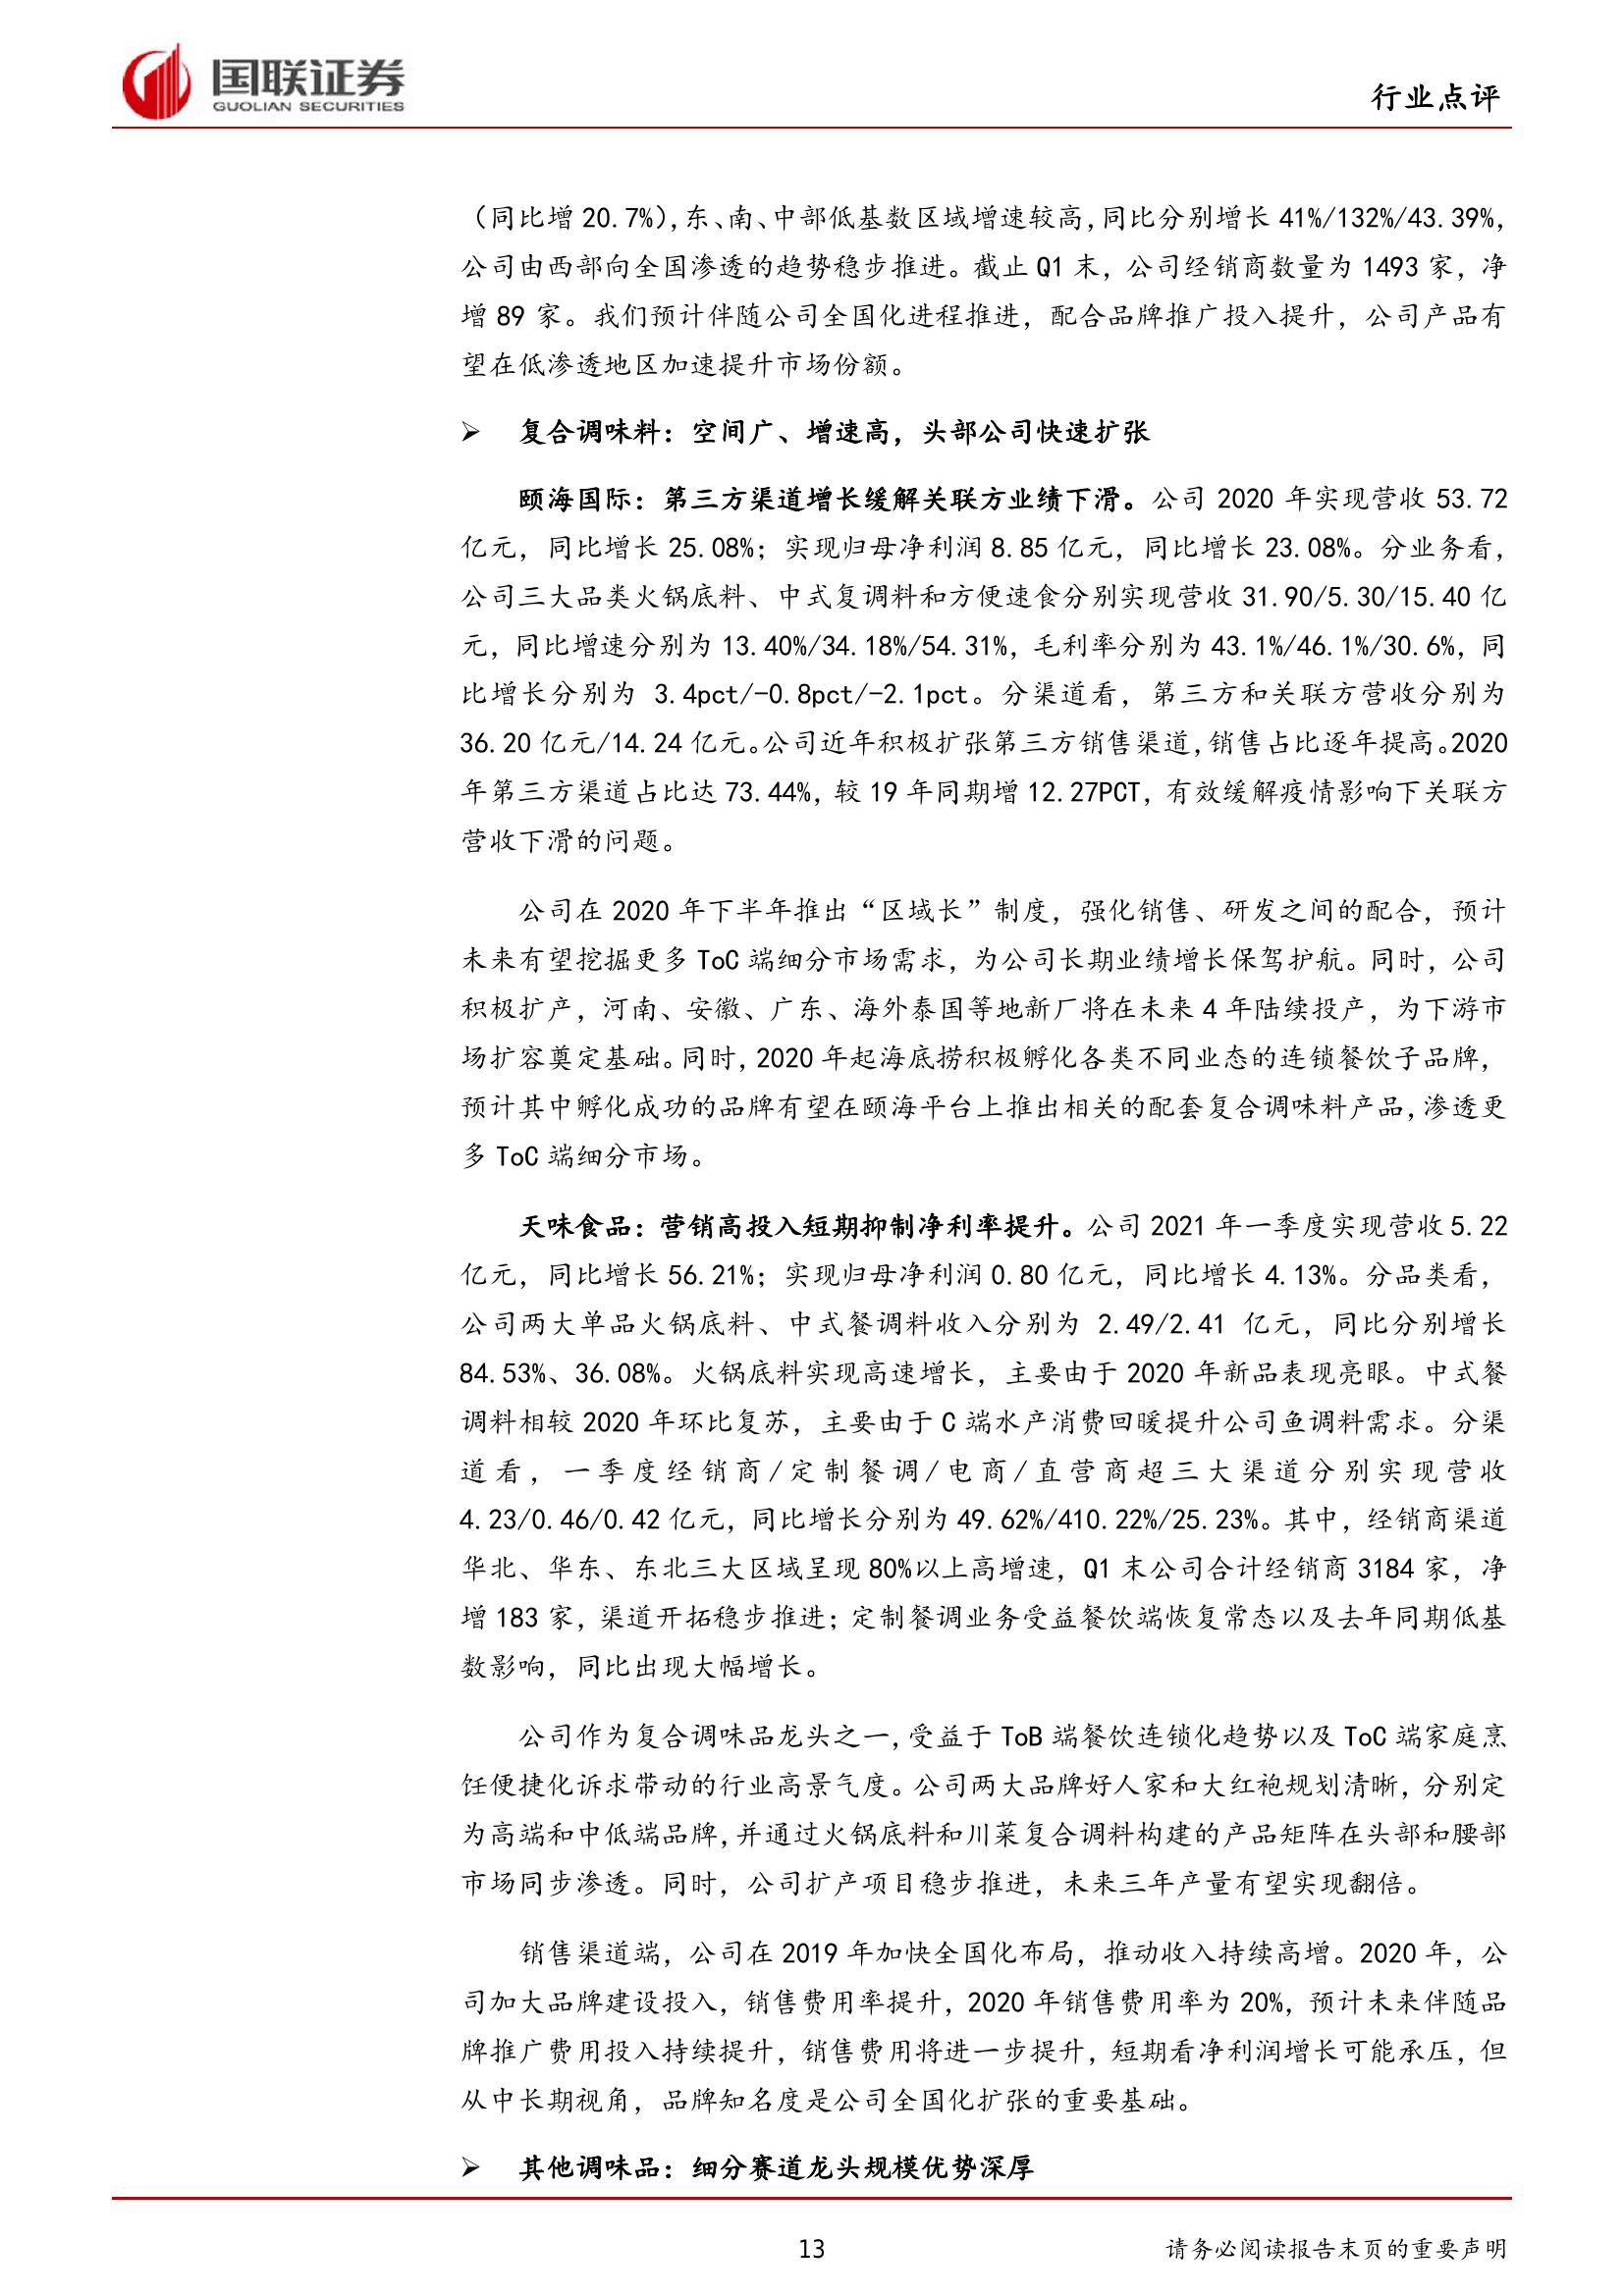 国联证券
GUOLIAN SECURITIES
行业点评
（同比增 20.7%），东、南、中部低基数区域增速较高，同比分别增长 41%/132%/43.39%，
公司由西部向全国渗透的趋势稳步推进。截止 Q1 末，公司经销商数量为 1493 家，净
增 89 家。我们预计伴随公司全国化进程推进，配合品牌推广投入提升，公司产品有
望在低渗透地区加速提升市场份额。
➢ 复合调味料：空间广、增速高，头部公司快速扩张
颐海国际：第三方渠道增长缓解关联方业绩下滑。公司 2020 年实现营收 53.72
亿元，同比增长 25.08%；实现归母净利润 8.85 亿元，同比增长 23.08%。分业务看，
公司三大品类火锅底料、中式复调料和方便速食分别实现营收 31.90/5.30/15.40 亿
元，同比增速分别为 13.40%/34.18%/54.31%，毛利率分别为 43.1%/46.1%/30.6%，同
比增长分别为 3.4pct/-0.8pct/-2.1pct。分渠道看，第三方和关联方营收分别为
36.20 亿元/14.24 亿元。公司近年积极扩张第三方销售渠道，销售占比逐年提高。2020
年第三方渠道占比达 73.44%，较 19 年同期增 12.27PCT，有效缓解疫情影响下关联方
营收下滑的问题。
公司在 2020 年下半年推出“区域长”制度，强化销售、研发之间的配合，预计
未来有望挖掘更多 ToC 端细分市场需求，为公司长期业绩增长保驾护航。同时，公司
积极扩产，河南、安徽、广东、海外泰国等地新厂将在未来 4 年陆续投产，为下游市
场扩容奠定基础。同时，2020 年起海底捞积极孵化各类不同业态的连锁餐饮子品牌，
预计其中孵化成功的品牌有望在颐海平台上推出相关的配套复合调味料产品，渗透更
多 ToC 端细分市场。
天味食品：营销高投入短期抑制净利率提升。公司 2021 年一季度实现营收 5.22
亿元，同比增长 56.21%；实现归母净利润 0.80 亿元，同比增长 4.13%。分品类看，
公司两大单品火锅底料、中式餐调料收入分别为 2.49/2.41 亿元，同比分别增长
84.53%、36.08%。火锅底料实现高速增长，主要由于 2020 年新品表现亮眼。中式餐
调料相较 2020 年环比复苏，主要由于 C 端水产消费回暖提升公司鱼调料需求。分渠
道看，一季度经销商/定制餐调/电商/直营商超三大渠道分别实现营收
4.23/0.46/0.42 亿元，同比增长分别为 49.62%/410.22%/25.23%。其中，经销商渠道
华北、华东、东北三大区域呈现 80%以上高增速，Q1 末公司合计经销商 3184 家，净
增 183 家，渠道开拓稳步推进；定制餐调业务受益餐饮端恢复常态以及去年同期低基
数影响，同比出现大幅增长。
公司作为复合调味品龙头之一，受益于 ToB 端餐饮连锁化趋势以及 ToC 端家庭烹
饪便捷化诉求带动的行业高景气度。公司两大品牌好人家和大红袍规划清晰，分别定
为高端和中低端品牌，并通过火锅底料和川菜复合调料构建的产品矩阵在头部和腰部
市场同步渗透。同时，公司扩产项目稳步推进，未来三年产量有望实现翻倍。
销售渠道端，公司在 2019 年加快全国化布局，推动收入持续高增。2020 年，公
司加大品牌建设投入，销售费用率提升，2020 年销售费用率为 20%，预计未来伴随品
牌推广费用投入持续提升，销售费用将进一步提升，短期看净利润增长可能承压，但
从中长期视角，品牌知名度是公司全国化扩张的重要基础。
➢ 其他调味品：细分赛道龙头规模优势深厚
13
请务必阅读报告末页的重要声明